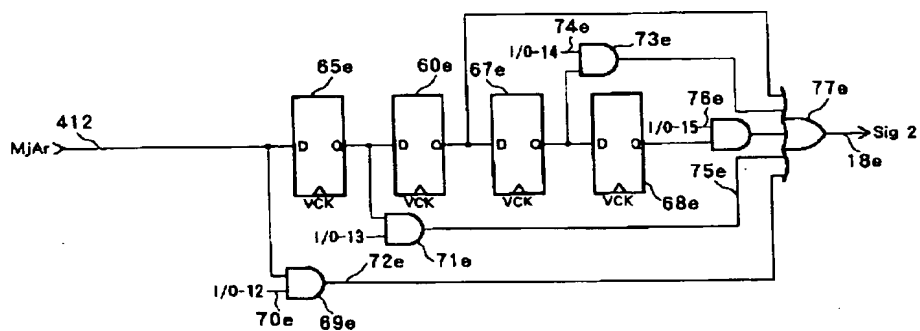 74e
73e
I/O-14
65e
60e
67e
77e
76e
412
I/O-15
MjAr
D
Q
D
Q
D
Q
D
Q
Sig 2
75e
18e
VCK
VCK
VCK
VCK
68e
I/O-13
71e
72e
I/O-12
70e
69e